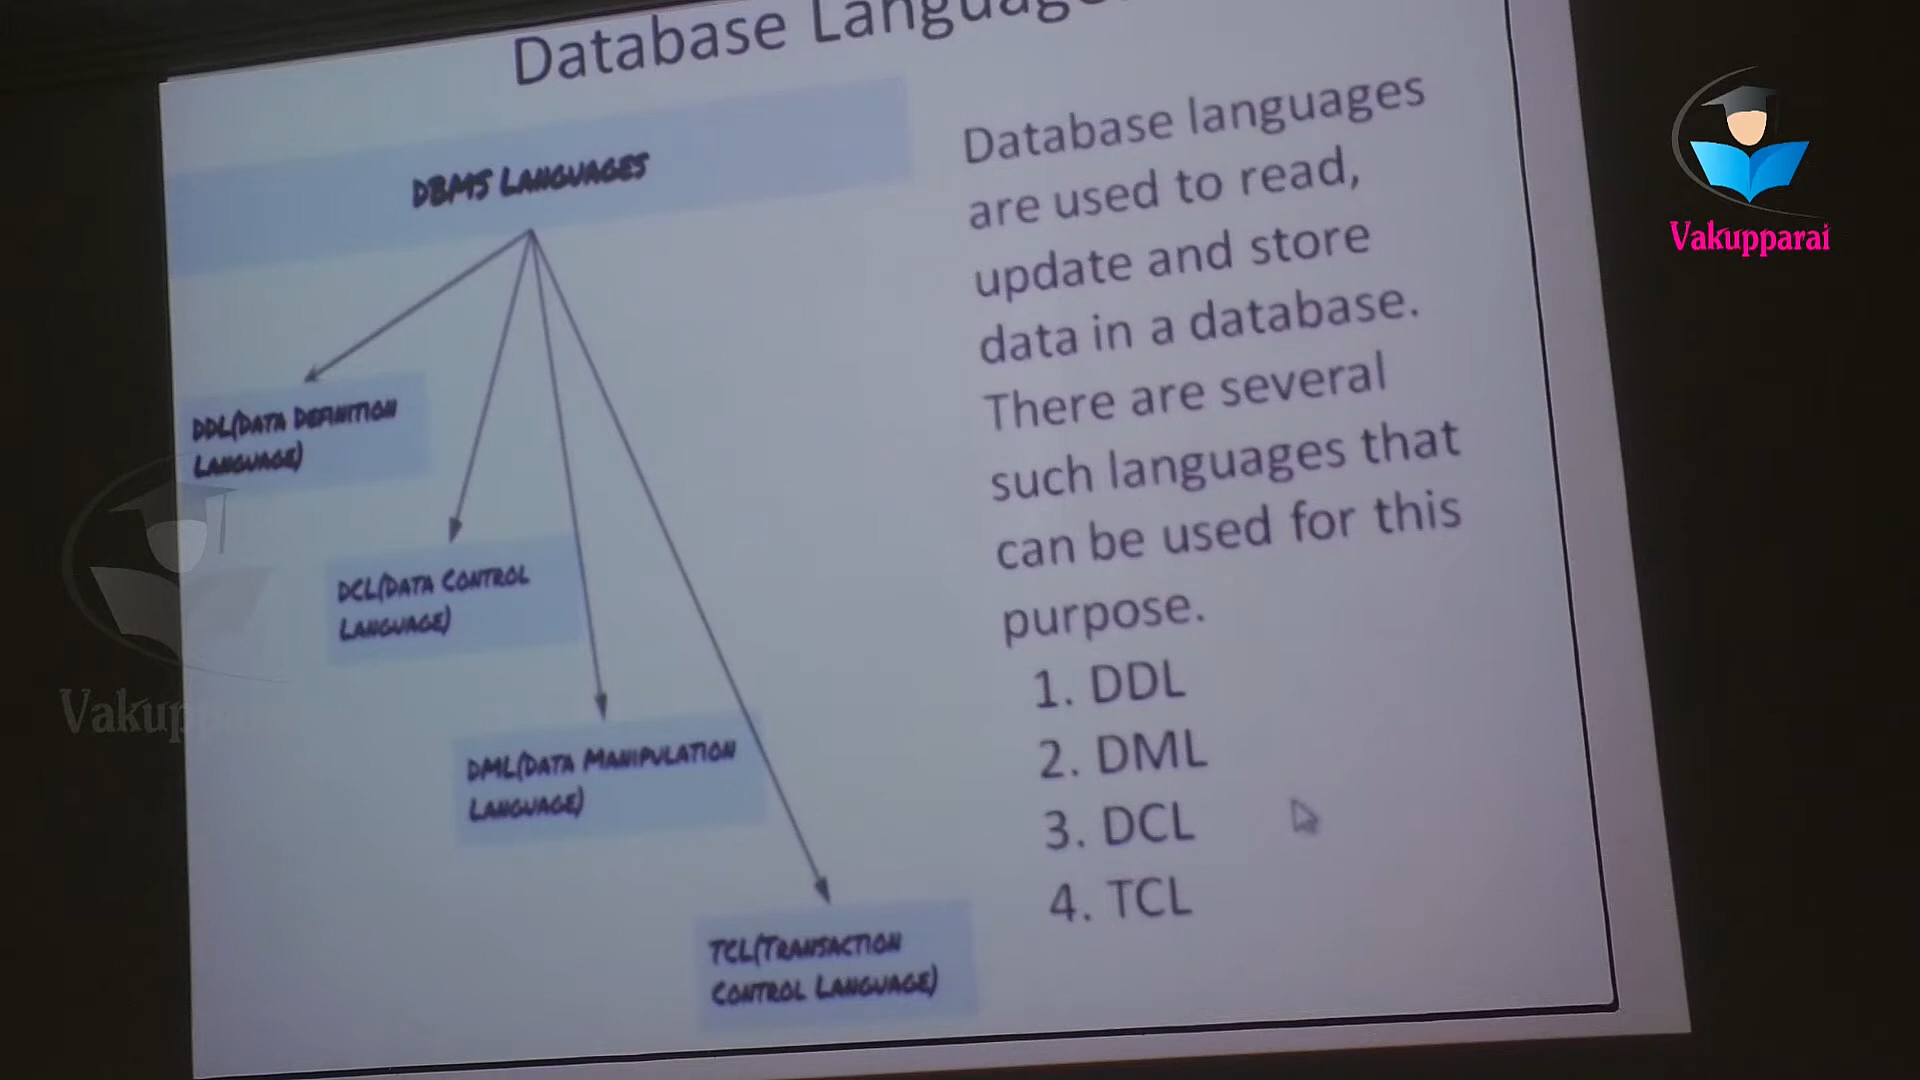 Database Language
DBMS Languages
DDL(Data Definition
Language)
DCL(Data Control
Language)
DML(Data Manipulation
Language)
TCL(Transaction
Control Language)
Database languages
are used to read,
update and store
data in a database.
There are several
such languages that
can be used for this
purpose.
1. DDL
2. DML
3. DCL
4. TCL
Vakupparai
Vakupparai